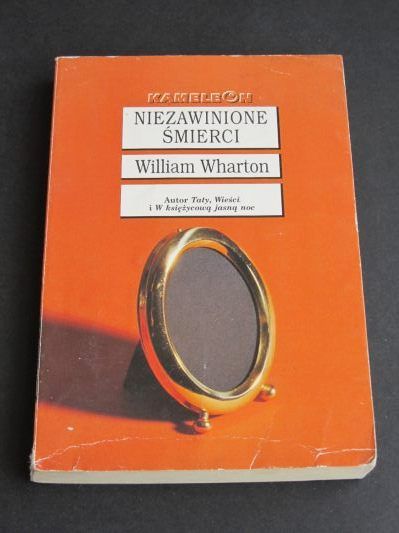 KAMELEON
NIEZAWINIONE
ŚMIERCI
William Wharton
Autor Taty, Wieści
i W księżycową jasną noc